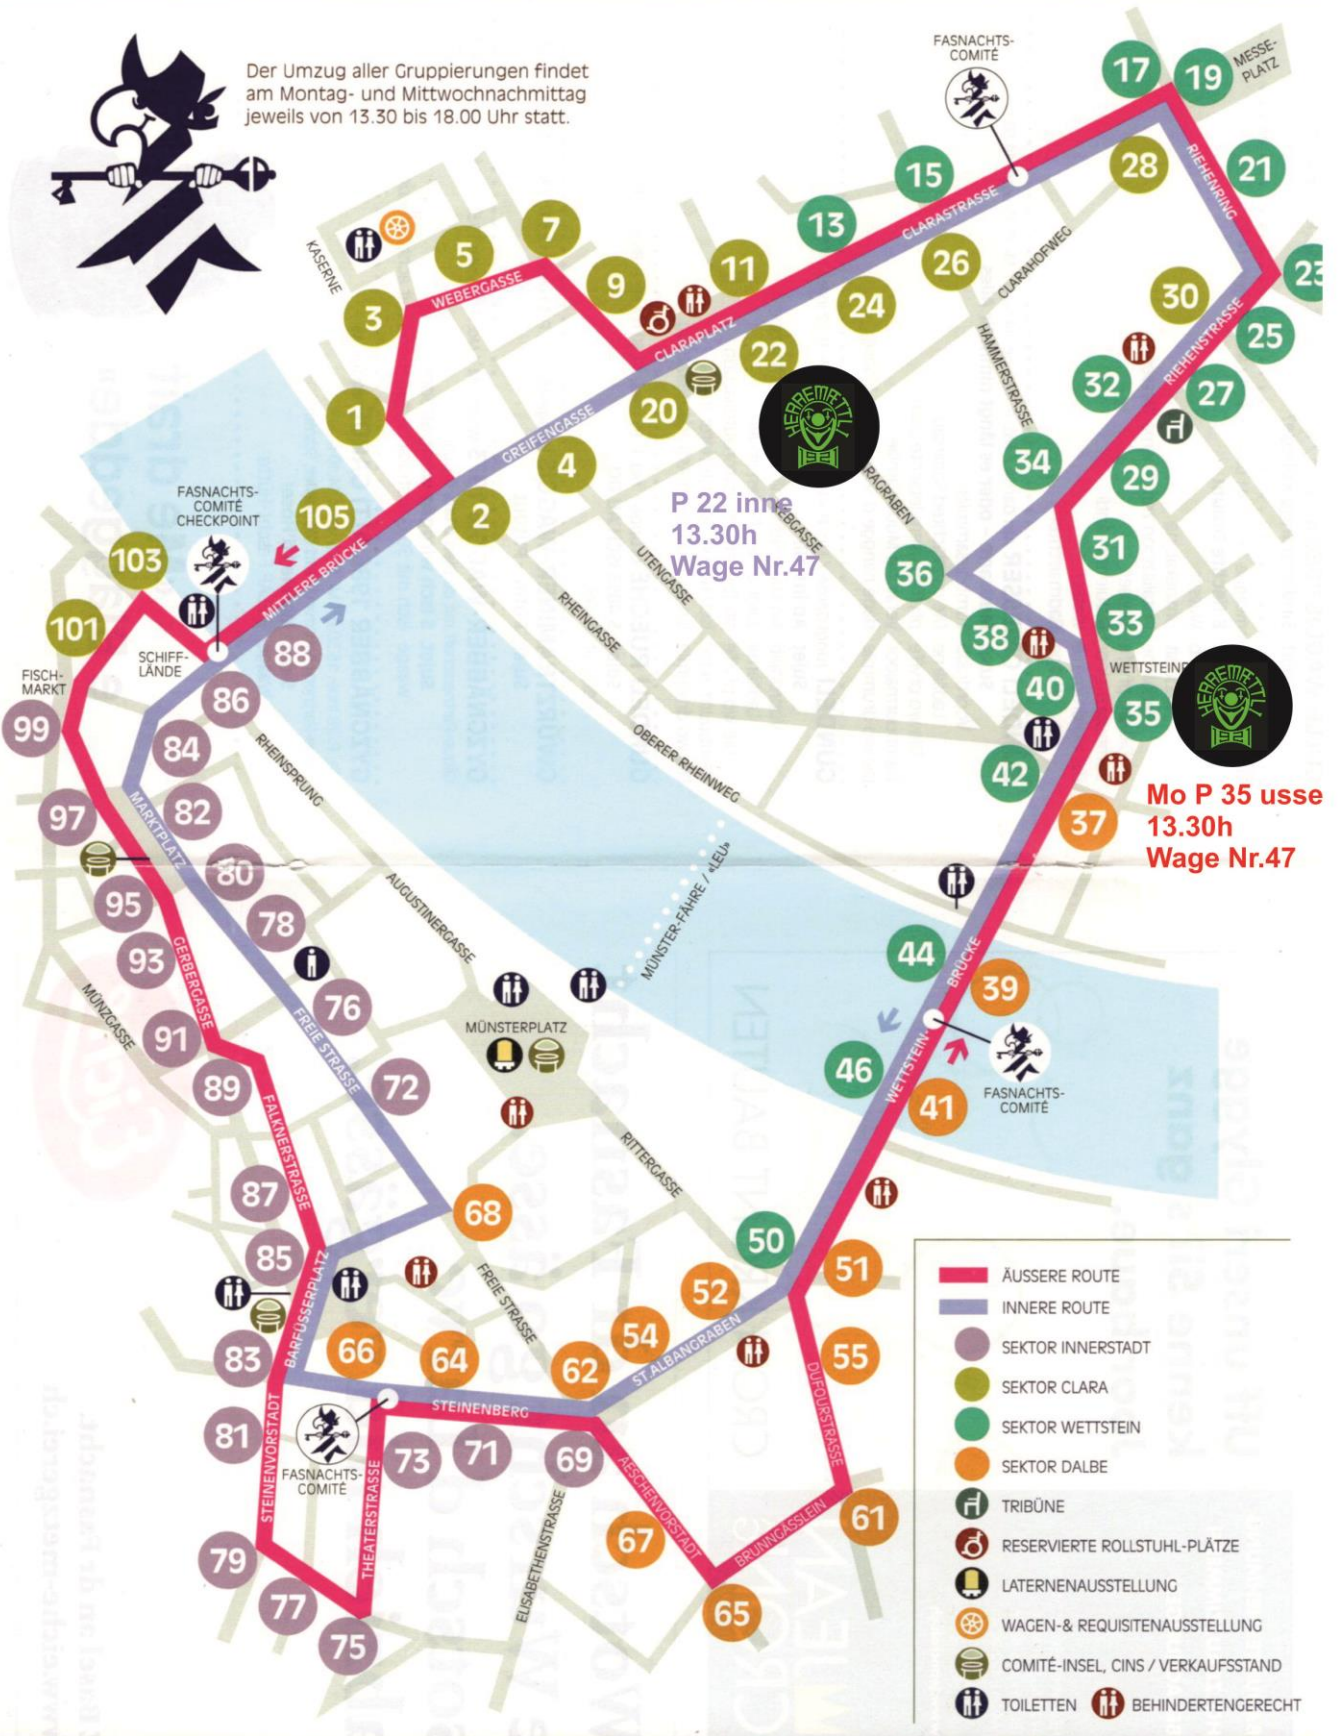 Der Umzug aller Gruppierungen findet
am Montag- und Mittwochnachmittag
jeweils von 13.30 bis 18.00 Uhr statt.
FASNACHTS-
COMITÉ
17
19
MESSE-
PLATZ
15
28
RIEHENRING
21
13
CLARASTRASSE
7
KASERNE
5
WEBERGASSE
9
11
26
CLARAHOFWEG
23
3
24
30
25
CLARAPLATZ
22
HAMMERSTRASSE
RIEHENSTRASSE
32
27
1
20
GREIFENGASSE
HERREMÆTTLI
1921
4
34
29
P 22 inne
13.30h
Wage Nr.47
RAGRABEN
EBGASSE
FASNACHTS-
COMITÉ
CHECKPOINT
105
2
103
MITTLERE BRÜCKE
UTENGASSE
36
31
RHEINGASSE
101
SCHIFF-
LÄNDE
88
38
33
FISCH-
MARKT
86
40
WETTSTEINP
HERREMÆTTLI
1921
99
84
RHEINSPRUNG
OBERER RHEINWEG
35
42
97
MARKTPLATZ
82
37
Mo P 35 usse
13.30h
Wage Nr.47
80
95
78
AUGUSTINERGASSE
MÜNSTER-FÄHRE / «LEU»
93
GERBERGASSE
44
BRÜCKE
39
MÜNZGASSE
76
FREIE STRASSE
MÜNSTERPLATZ
91
46
WETTSTEIN-
41
FASNACHTS-
COMITÉ
89
72
FALKNERSTRASSE
RITTERGASSE
87
68
50
85
BARFÜSSERPLATZ
FREIE STRASSE
52
51
54
ST.ALBANGRABEN
83
66
64
62
55
DUFOURSTRASSE
STEINENBERG
81
STEINENVORSTADT
FASNACHTS-
COMITÉ
THEATERSTRASSE
73
71
69
AESCHENVORSTADT
ELISABETHENSTRASSE
67
BRUNNGÄSSLEIN
61
79
77
75
65
ÄUSSERE ROUTE
INNERE ROUTE
SEKTOR INNERSTADT
SEKTOR CLARA
SEKTOR WETTSTEIN
SEKTOR DALBE
TRIBÜNE
RESERVIERTE ROLLSTUHL-PLÄTZE
LATERNENAUSSTELLUNG
WAGEN-& REQUISITENAUSSTELLUNG
COMITÉ-INSEL, CINS / VERKAUFSSTAND
TOILETTEN
BEHINDERTENGERECHT